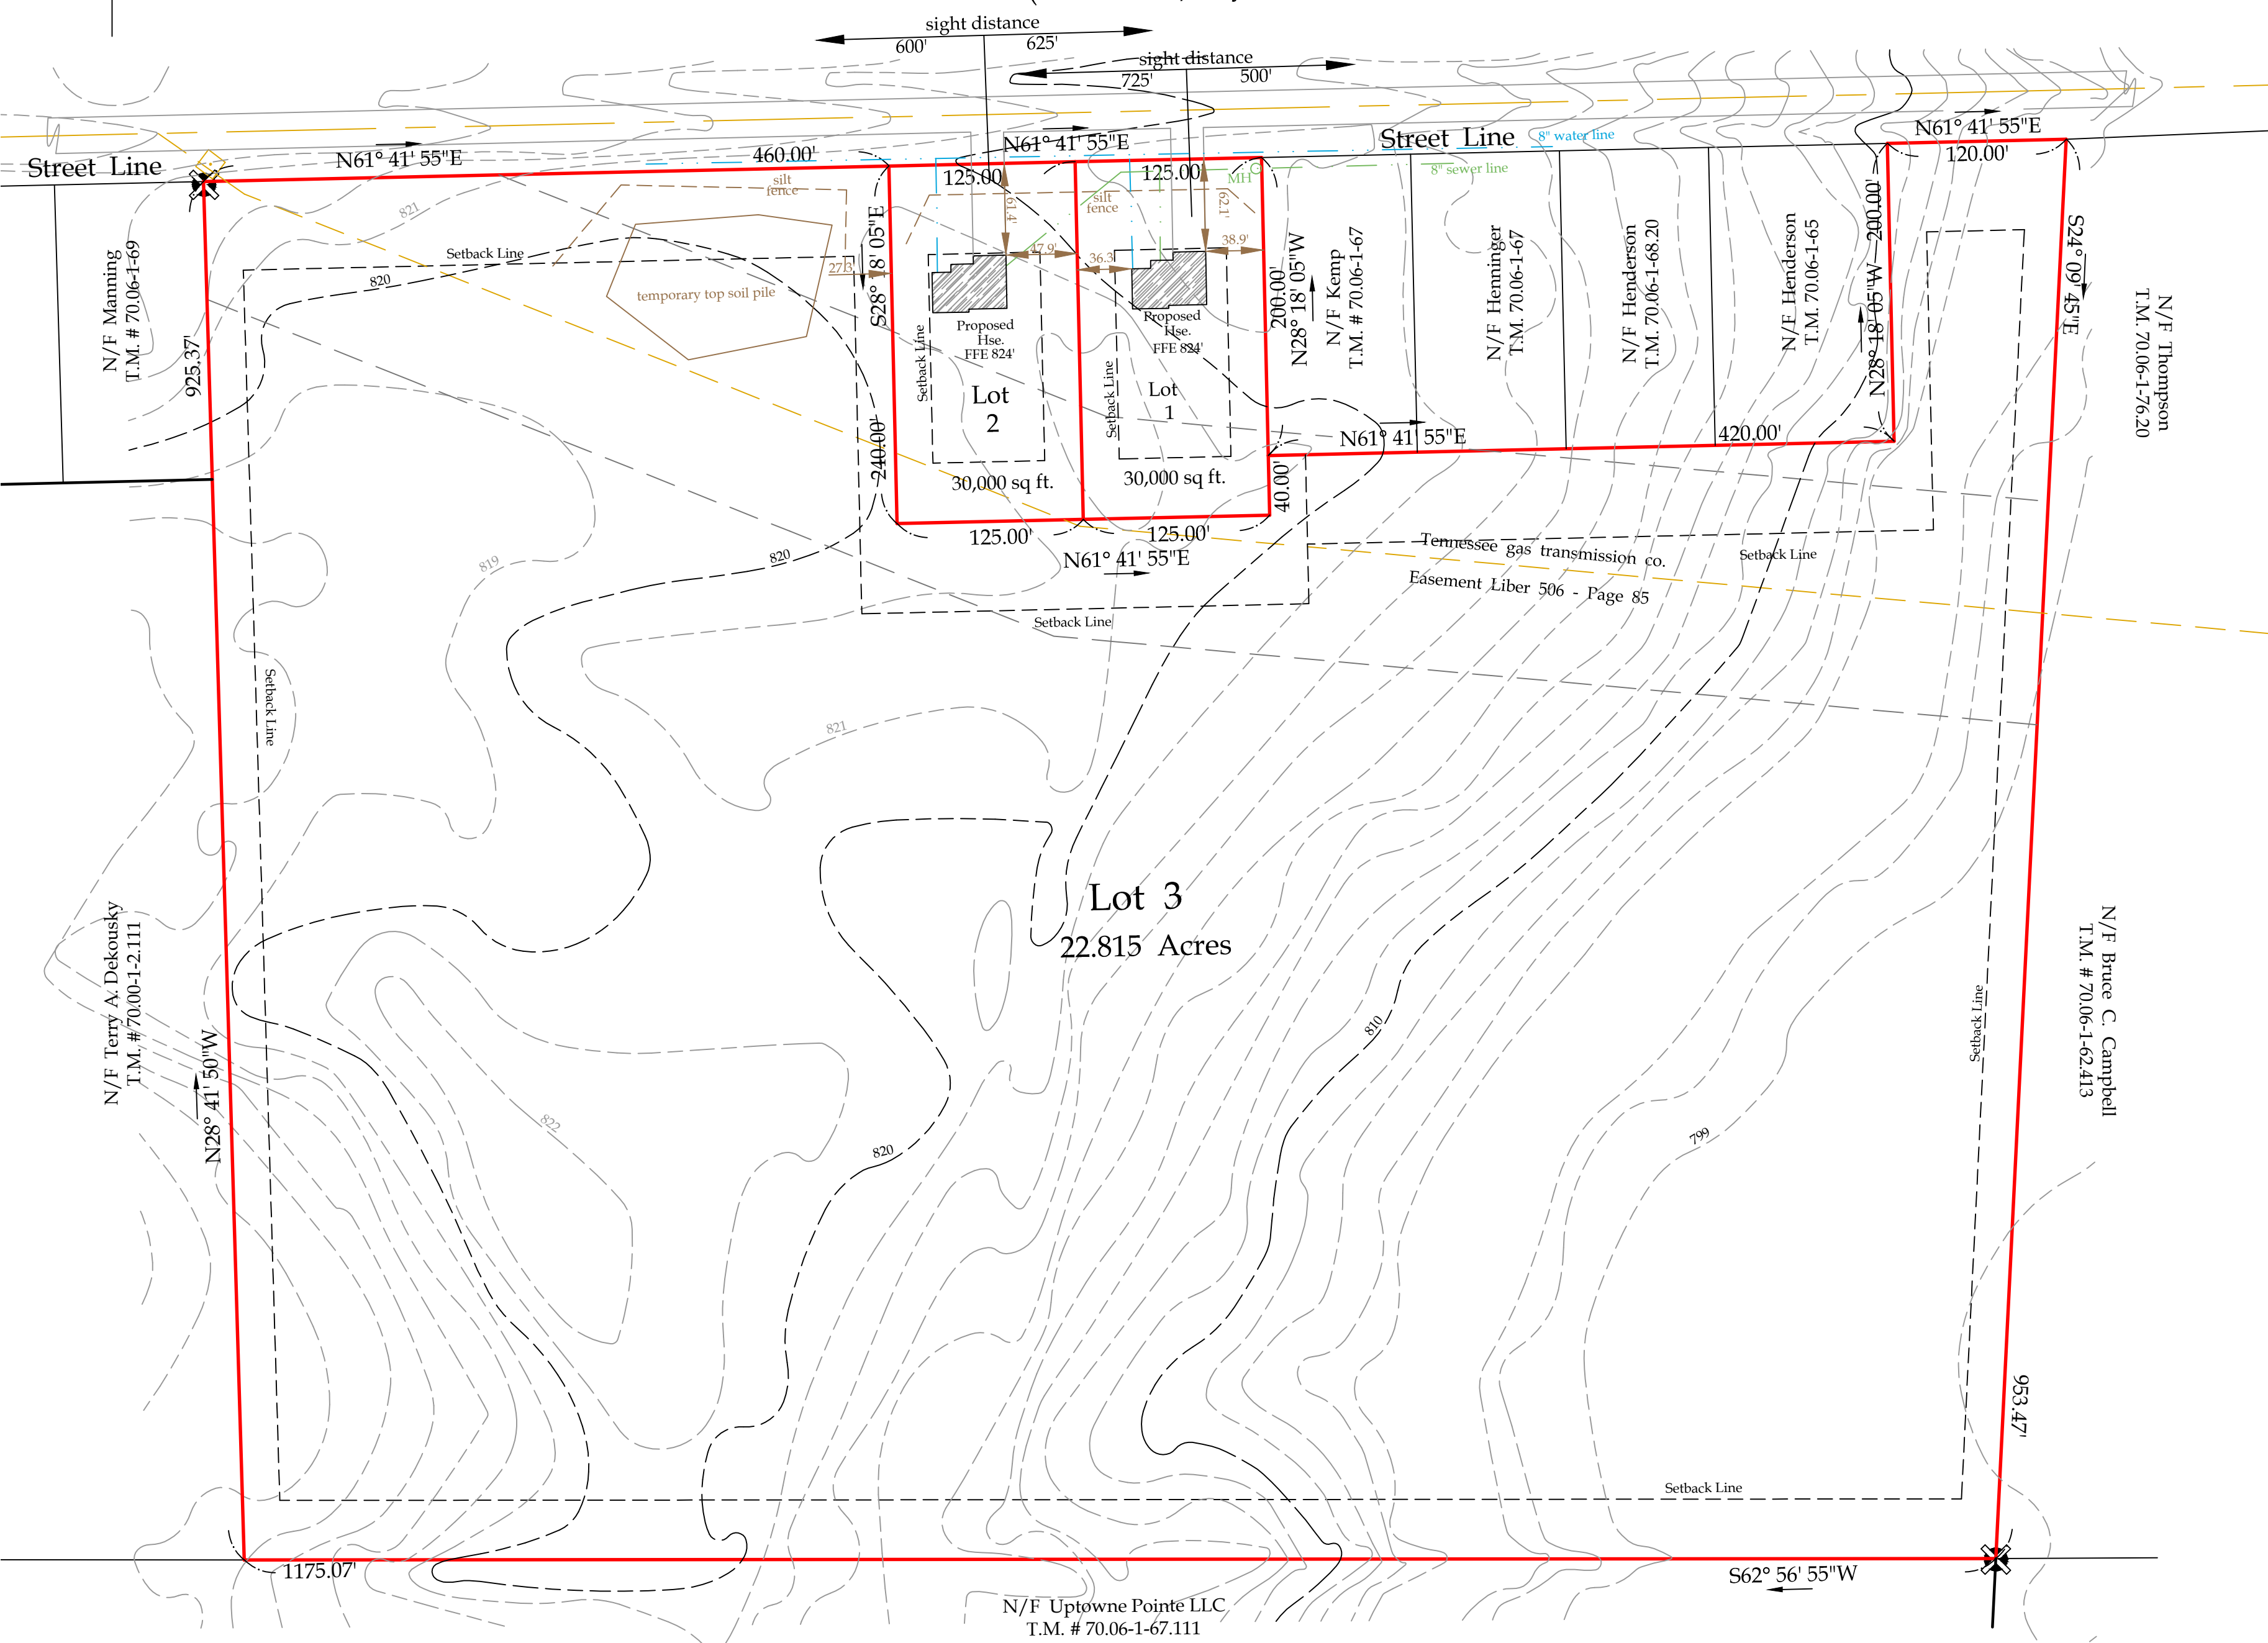 sight distance
600' 625'
sight distance
725' 500'
Street Line
N61° 41' 55"E
460.00'
N61° 41' 55"E
125.00'
125.00'
Street Line
8" water line
8" sewer line
MH
N61° 41' 55"E
120.00'
silt
fence
silt
fence
821
820
Setback Line
temporary top soil pile
27.3'
61.4'
47.9'
36.3'
62.1'
38.9'
N/F Manning
T.M. # 70.06-1-69
925.37'
S28° 18' 05"E
240.00'
Setback Line
Proposed
Hse.
FFE 824'
Lot
2
30,000 sq ft.
Setback Line
Proposed
Hse.
FFE 824'
Lot
1
30,000 sq ft.
200.00'
N28° 18' 05"W
40.00'
N/F Kemp
T.M. # 70.06-1-67
N/F Henninger
T.M. 70.06-1-67
N/F Henderson
T.M. 70.06-1-68.20
N/F Henderson
T.M. 70.06-1-65
N28° 18' 05"W 200.00'
S24° 09' 45"E
N/F Thompson
T.M. 70.06-1-76.20
N61° 41' 55"E
420.00'
125.00'
125.00'
N61° 41' 55"E
820
819
Tennessee gas transmission co.
Easement Liber 506 - Page 85
Setback Line
Setback Line
Setback Line
821
Lot 3
22.815 Acres
N/F Terry A. Dekousky
T.M. # 70.00-1-2.111
N28° 41' 50"W
822
820
810
799
Setback Line
N/F Bruce C. Campbell
T.M. # 70.06-1-62.413
953.47'
Setback Line
1175.07'
S62° 56' 55"W
N/F Uptowne Pointe LLC
T.M. # 70.06-1-67.111